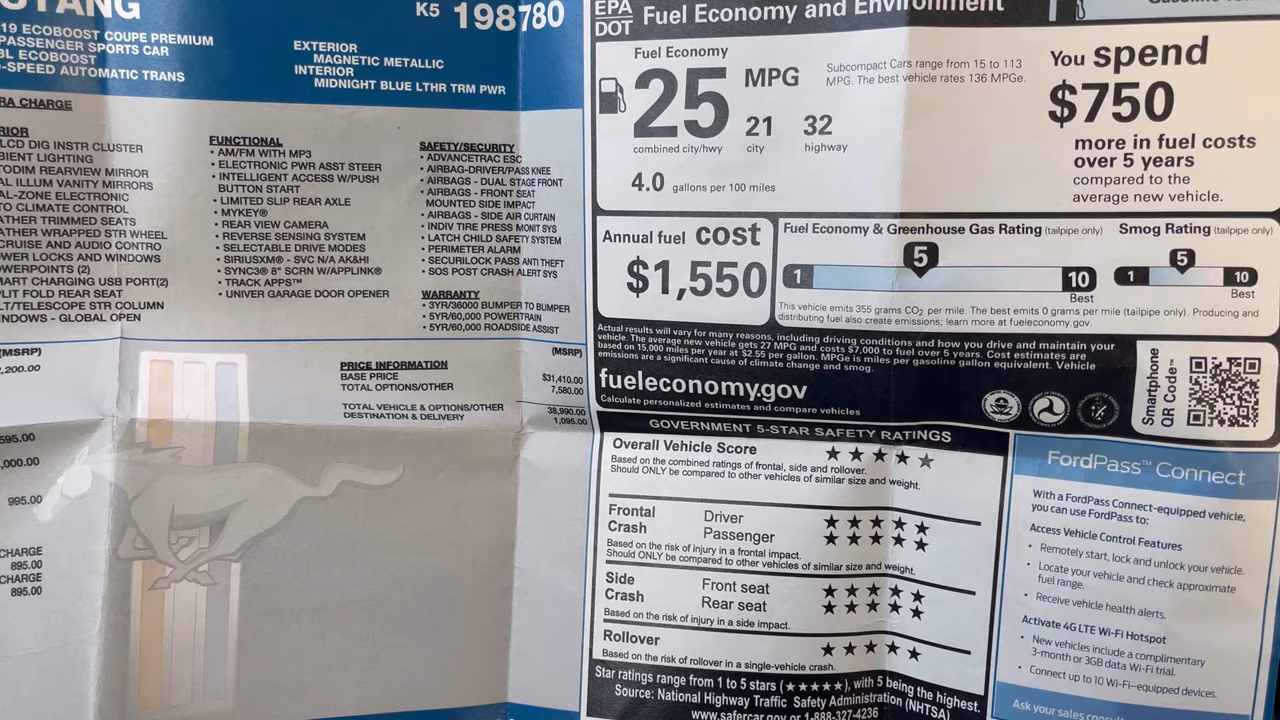 STANG
K5 198780
19 ECOBOOST COUPE PREMIUM
PASSENGER SPORTS CAR
3L ECOBOOST
-SPEED AUTOMATIC TRANS
EXTERIOR
MAGNETIC METALLIC
INTERIOR
MIDNIGHT BLUE LTHR TRM PWR
RA CHARGE
RIOR
LCD DIG INSTR CLUSTER
BIENT LIGHTING
TODIM REARVIEW MIRROR
AL ILLUM VANITY MIRRORS
AL-ZONE ELECTRONIC
TO CLIMATE CONTROL
ATHER TRIMMED SEATS
ATHER WRAPPED STR WHEEL
CRUISE AND AUDIO CONTRO
WER LOCKS AND WINDOWS
WERPOINTS (2)
MART CHARGING USB PORT(2)
LIT FOLD REAR SEAT
LT/TELESCOPE STR COLUMN
NDOWS - GLOBAL OPEN
FUNCTIONAL
• AM/FM WITH MP3
• ELECTRONIC PWR ASST STEER
• INTELLIGENT ACCESS W/PUSH
BUTTON START
• LIMITED SLIP REAR AXLE
• MYKEY®
• REAR VIEW CAMERA
• REVERSE SENSING SYSTEM
• SELECTABLE DRIVE MODES
• SIRIUSXM® - SVC N/A AK&HI
• SYNC3® 8" SCRN W/APPLINK®
• TRACK APPS™
• UNIVER GARAGE DOOR OPENER
SAFETY/SECURITY
• ADVANCETRAC ESC
• AIRBAG-DRIVER/PASS KNEE
• AIRBAGS - DUAL STAGE FRONT
• AIRBAGS - FRONT SEAT
MOUNTED SIDE IMPACT
• AIRBAGS - SIDE AIR CURTAIN
• INDIV TIRE PRESS MONIT SYS
• LATCH CHILD SAFETY SYSTEM
• PERIMETER ALARM
• SECURILOCK PASS ANTI THEFT
• SOS POST CRASH ALERT SYS
WARRANTY
• 3YR/36000 BUMPER TO BUMPER
• 5YR/60,000 POWERTRAIN
• 5YR/60,000 ROADSIDE ASSIST
(MSRP)
,200.00
595.00
,000.00
995.00
CHARGE
895.00
CHARGE
895.00
PRICE INFORMATION (MSRP)
BASE PRICE $31,410.00
TOTAL OPTIONS/OTHER 7,580.00
TOTAL VEHICLE & OPTIONS/OTHER 38,990.00
DESTINATION & DELIVERY 1,095.00
EPA
DOT
Fuel Economy and Environment
Fuel Economy
25 MPG
combined city/hwy
21
city
32
highway
4.0 gallons per 100 miles
Subcompact Cars range from 15 to 113
MPG. The best vehicle rates 136 MPGe.
You spend
$750
more in fuel costs
over 5 years
compared to the
average new vehicle.
Annual fuel cost
$1,550
Fuel Economy & Greenhouse Gas Rating (tailpipe only)
1 5 10
Best
Smog Rating (tailpipe only)
1 5 10
Best
This vehicle emits 355 grams CO2 per mile. The best emits 0 grams per mile (tailpipe only). Producing and
distributing fuel also create emissions; learn more at fueleconomy.gov.
Actual results will vary for many reasons, including driving conditions and how you drive and maintain your
vehicle. The average new vehicle gets 27 MPG and costs $7,000 to fuel over 5 years. Cost estimates are
based on 15,000 miles per year at $2.55 per gallon. MPGe is miles per gasoline gallon equivalent. Vehicle
emissions are a significant cause of climate change and smog.
fueleconomy.gov
Calculate personalized estimates and compare vehicles
Smartphone
QR Code™
GOVERNMENT 5-STAR SAFETY RATINGS
Overall Vehicle Score ★★★★★
Based on the combined ratings of frontal, side and rollover.
Should ONLY be compared to other vehicles of similar size and weight.
Frontal Crash
Driver ★★★★★
Passenger ★★★★★
Based on the risk of injury in a frontal impact.
Should ONLY be compared to other vehicles of similar size and weight.
Side Crash
Front seat ★★★★★
Rear seat ★★★★★
Based on the risk of injury in a side impact.
Rollover ★★★★★
Based on the risk of rollover in a single-vehicle crash.
Star ratings range from 1 to 5 stars (★★★★★), with 5 being the highest.
Source: National Highway Traffic Safety Administration (NHTSA)
www.safercar.gov or 1-888-327-4236
FordPass™ Connect
With a FordPass Connect-equipped vehicle,
you can use FordPass to:
Access Vehicle Control Features
• Remotely start, lock and unlock your vehicle.
• Locate your vehicle and check approximate
fuel range.
• Receive vehicle health alerts.
Activate 4G LTE Wi-Fi Hotspot
• New vehicles include a complimentary
3-month or 3GB data Wi-Fi trial.
• Connect up to 10 Wi-Fi-equipped devices.
Ask your sales